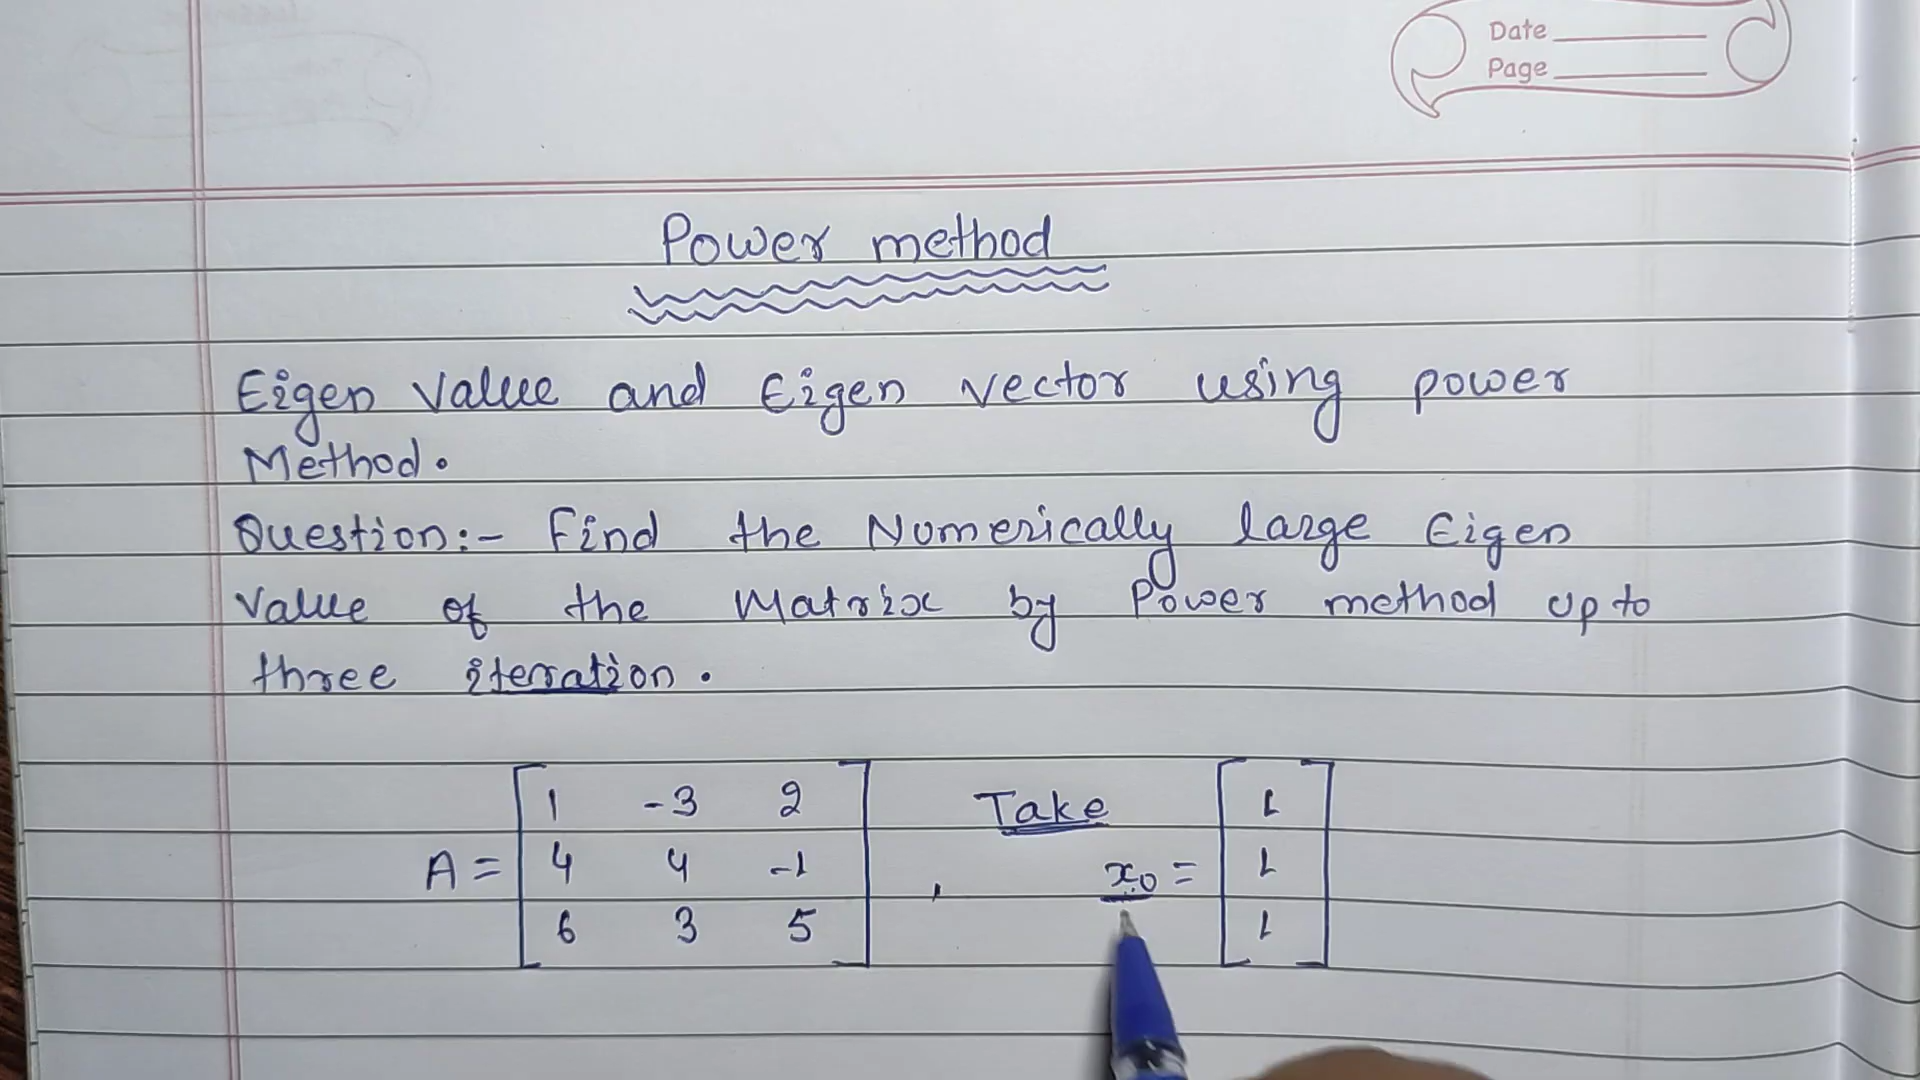 Date
Page
Power method
Eigen Value and Eigen vector using power
Method.
Question:- Find the Numerically large Eigen
Value of the Matrix by Power method up to
three iteration.
A = [ 1 -3 2
4 4 -1
6 3 5 ] , Take x0 = [ 1
1
1 ]